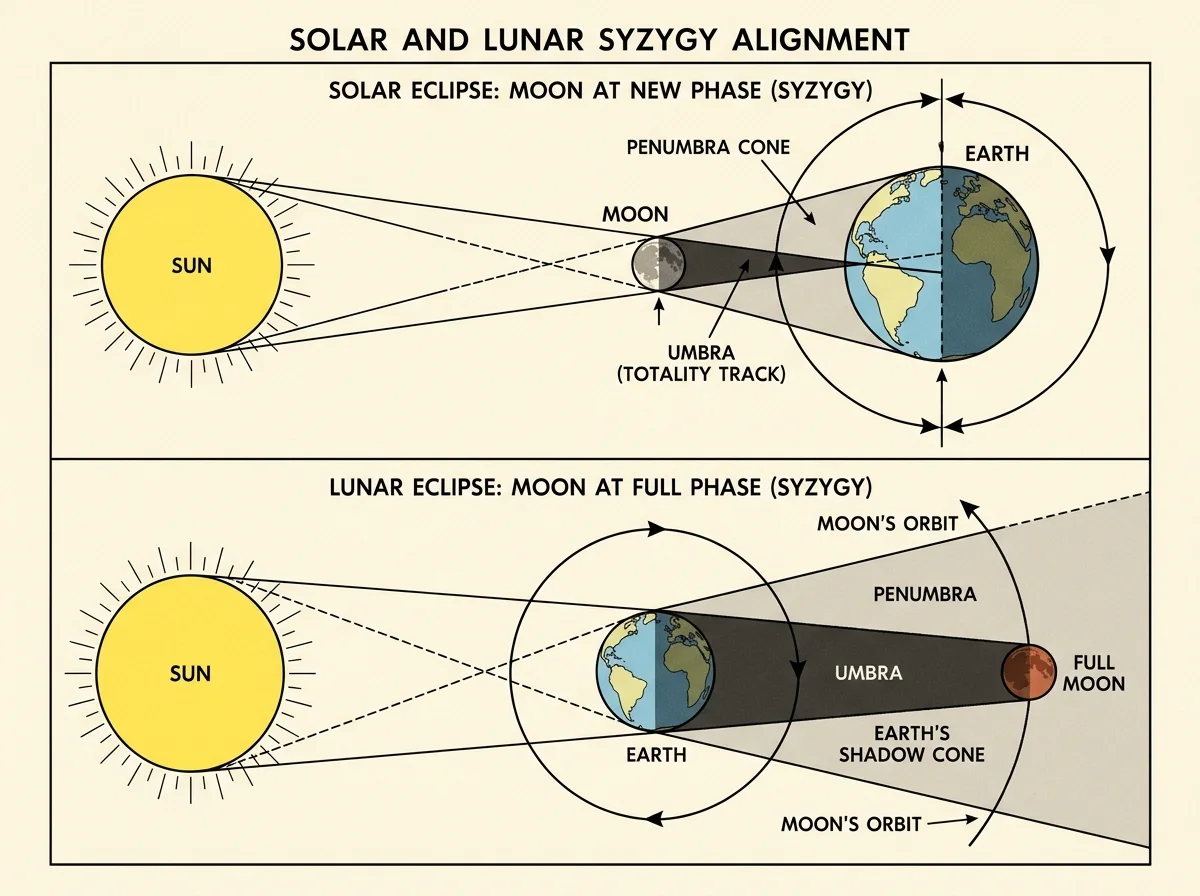 SOLAR AND LUNAR SYZYGY ALIGNMENT
SOLAR ECLIPSE: MOON AT NEW PHASE (SYZYGY)
PENUMBRA CONE
EARTH
MOON
SUN
UMBRA
(TOTALITY TRACK)
LUNAR ECLIPSE: MOON AT FULL PHASE (SYZYGY)
MOON'S ORBIT
PENUMBRA
SUN
UMBRA
FULL
MOON
EARTH
EARTH'S
SHADOW CONE
MOON'S ORBIT